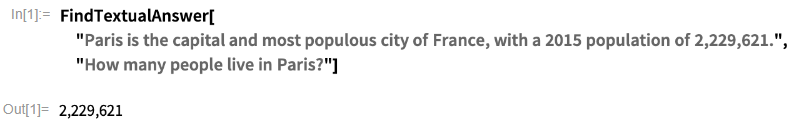 In[1]:= FindTextualAnswer[
"Paris is the capital and most populous city of France, with a 2015 population of 2,229,621.",
"How many people live in Paris?"]
Out[1]= 2,229,621